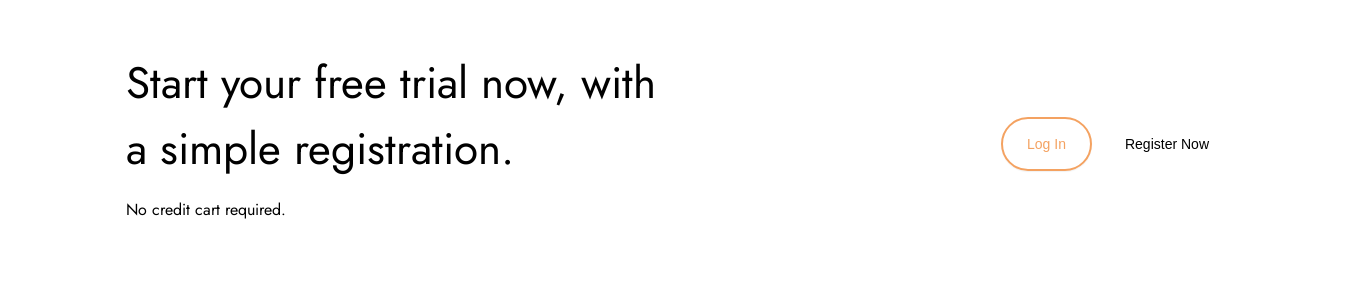 Start your free trial now, with
a simple registration.
No credit cart required.
Log In
Register Now